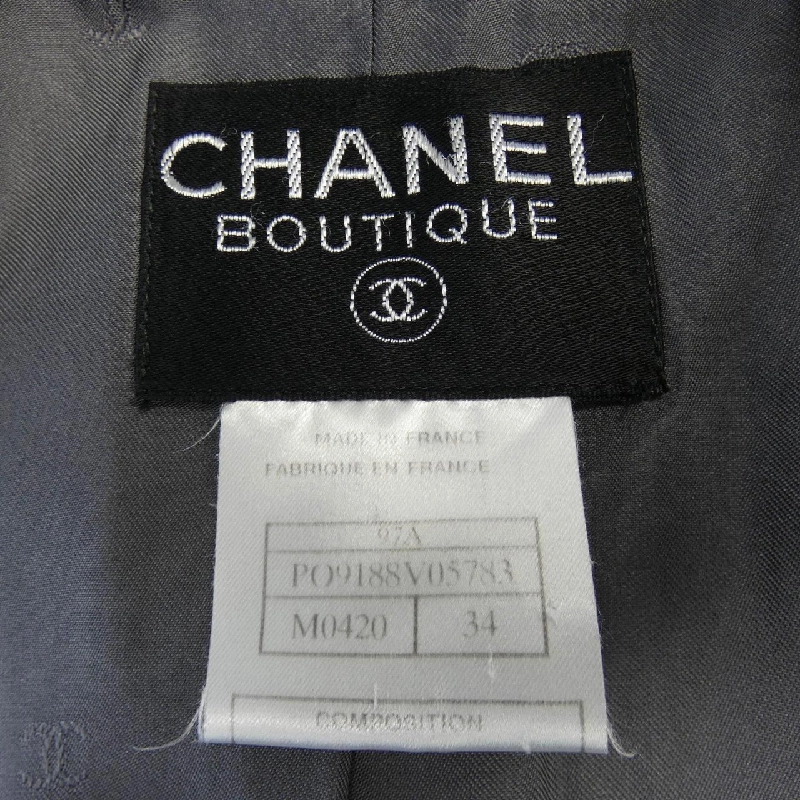 CHANEL
BOUTIQUE
MADE IN FRANCE
FABRIQUE EN FRANCE
97A
PO9188V05783
M0420 34
COMPOSITION